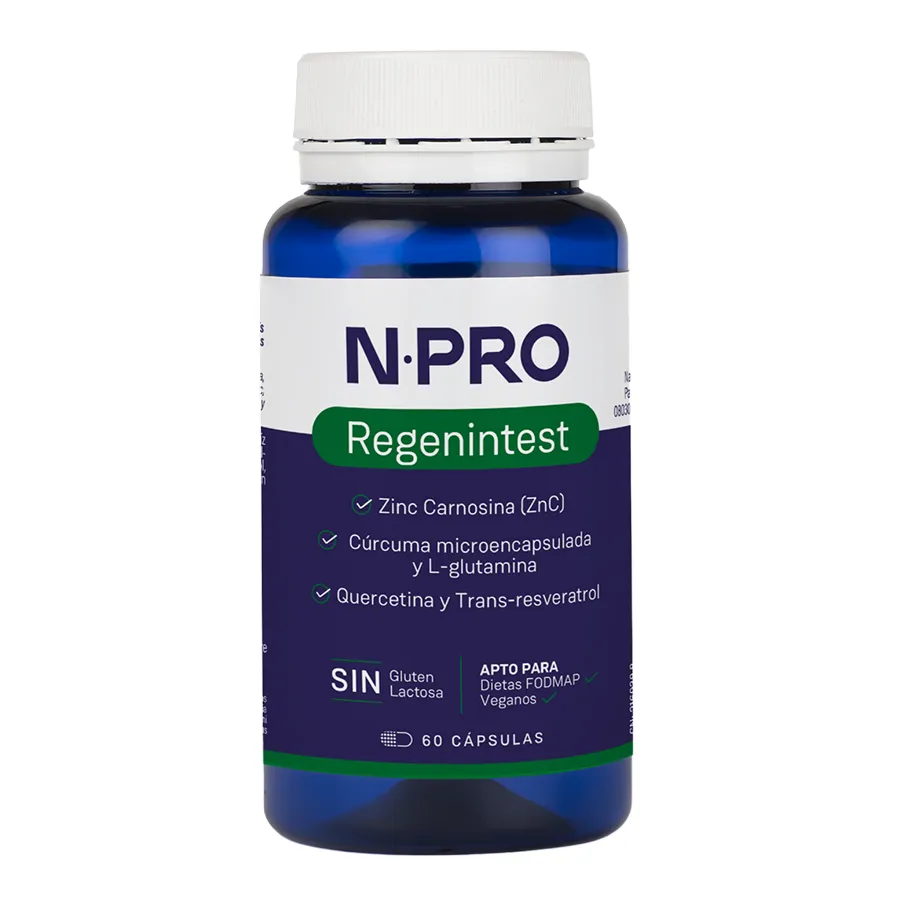 N·PRO
Regenintest
Zinc Carnosina (ZnC)
Cúrcuma microencapsulada
y L-glutamina
Quercetina y Trans-resveratrol
SIN
Gluten
Lactosa
APTO PARA
Dietas FODMAP
Veganos
60 CÁPSULAS